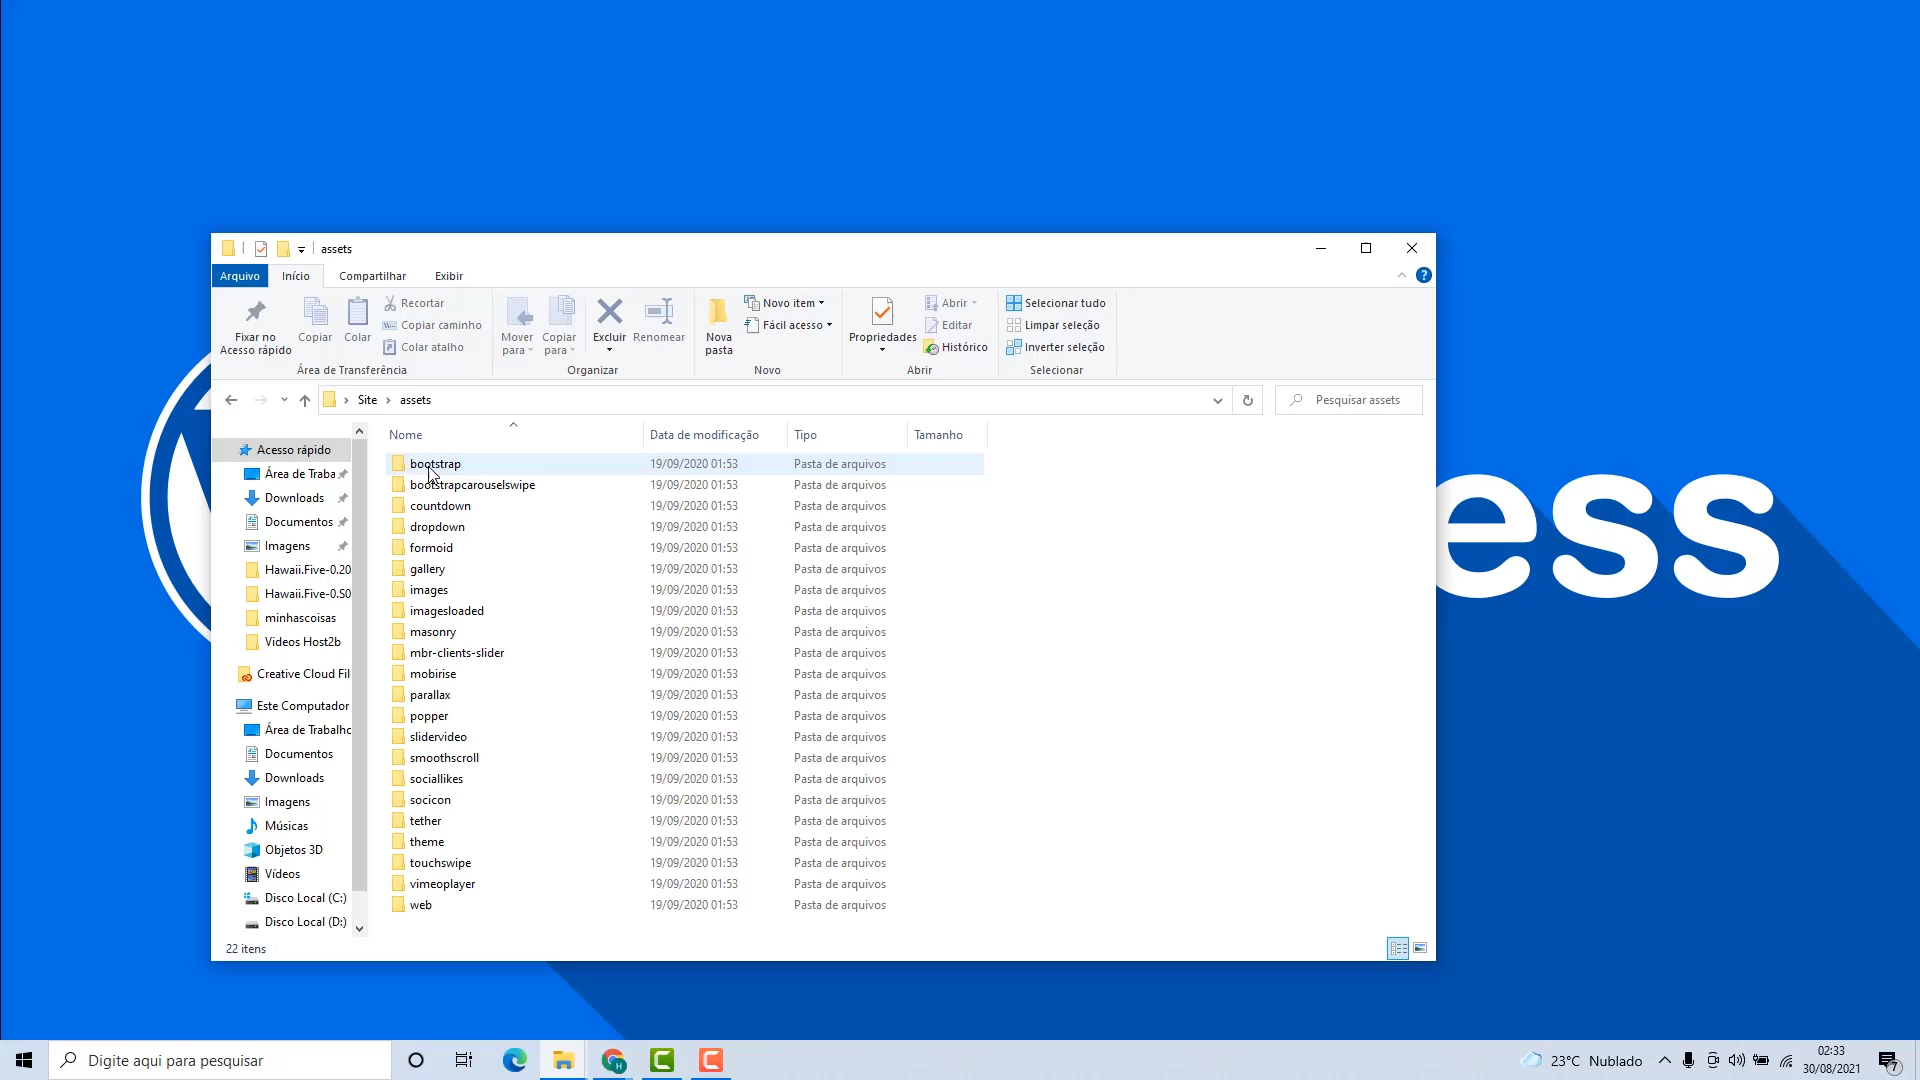 assets
Arquivo Início Compartilhar Exibir
Fixar no
Acesso rápido
Copiar
Colar
Recortar
Copiar caminho
Colar atalho
Área de Transferência
Mover
para
Copiar
para
Excluir
Renomear
Organizar
Nova
pasta
Novo item
Fácil acesso
Novo
Propriedades
Abrir
Editar
Histórico
Abrir
Selecionar tudo
Limpar seleção
Inverter seleção
Selecionar
Site assets
Pesquisar assets
Acesso rápido
Área de Traba
Downloads
Documentos
Imagens
Hawaii.Five-0.20
Hawaii.Five-0.S0
minhascoisas
Videos Host2b
Creative Cloud Fil
Este Computador
Área de Trabalho
Documentos
Downloads
Imagens
Músicas
Objetos 3D
Vídeos
Disco Local (C:)
Disco Local (D:)
Nome Data de modificação Tipo Tamanho
bootstrap 19/09/2020 01:53 Pasta de arquivos
bootstrapcarouselswipe 19/09/2020 01:53 Pasta de arquivos
countdown 19/09/2020 01:53 Pasta de arquivos
dropdown 19/09/2020 01:53 Pasta de arquivos
formoid 19/09/2020 01:53 Pasta de arquivos
gallery 19/09/2020 01:53 Pasta de arquivos
images 19/09/2020 01:53 Pasta de arquivos
imagesloaded 19/09/2020 01:53 Pasta de arquivos
masonry 19/09/2020 01:53 Pasta de arquivos
mbr-clients-slider 19/09/2020 01:53 Pasta de arquivos
mobirise 19/09/2020 01:53 Pasta de arquivos
parallax 19/09/2020 01:53 Pasta de arquivos
popper 19/09/2020 01:53 Pasta de arquivos
slidervideo 19/09/2020 01:53 Pasta de arquivos
smoothscroll 19/09/2020 01:53 Pasta de arquivos
sociallikes 19/09/2020 01:53 Pasta de arquivos
socicon 19/09/2020 01:53 Pasta de arquivos
tether 19/09/2020 01:53 Pasta de arquivos
theme 19/09/2020 01:53 Pasta de arquivos
touchswipe 19/09/2020 01:53 Pasta de arquivos
vimeoplayer 19/09/2020 01:53 Pasta de arquivos
web 19/09/2020 01:53 Pasta de arquivos
22 itens
ess
Digite aqui para pesquisar
23°C Nublado
02:33
30/08/2021
7